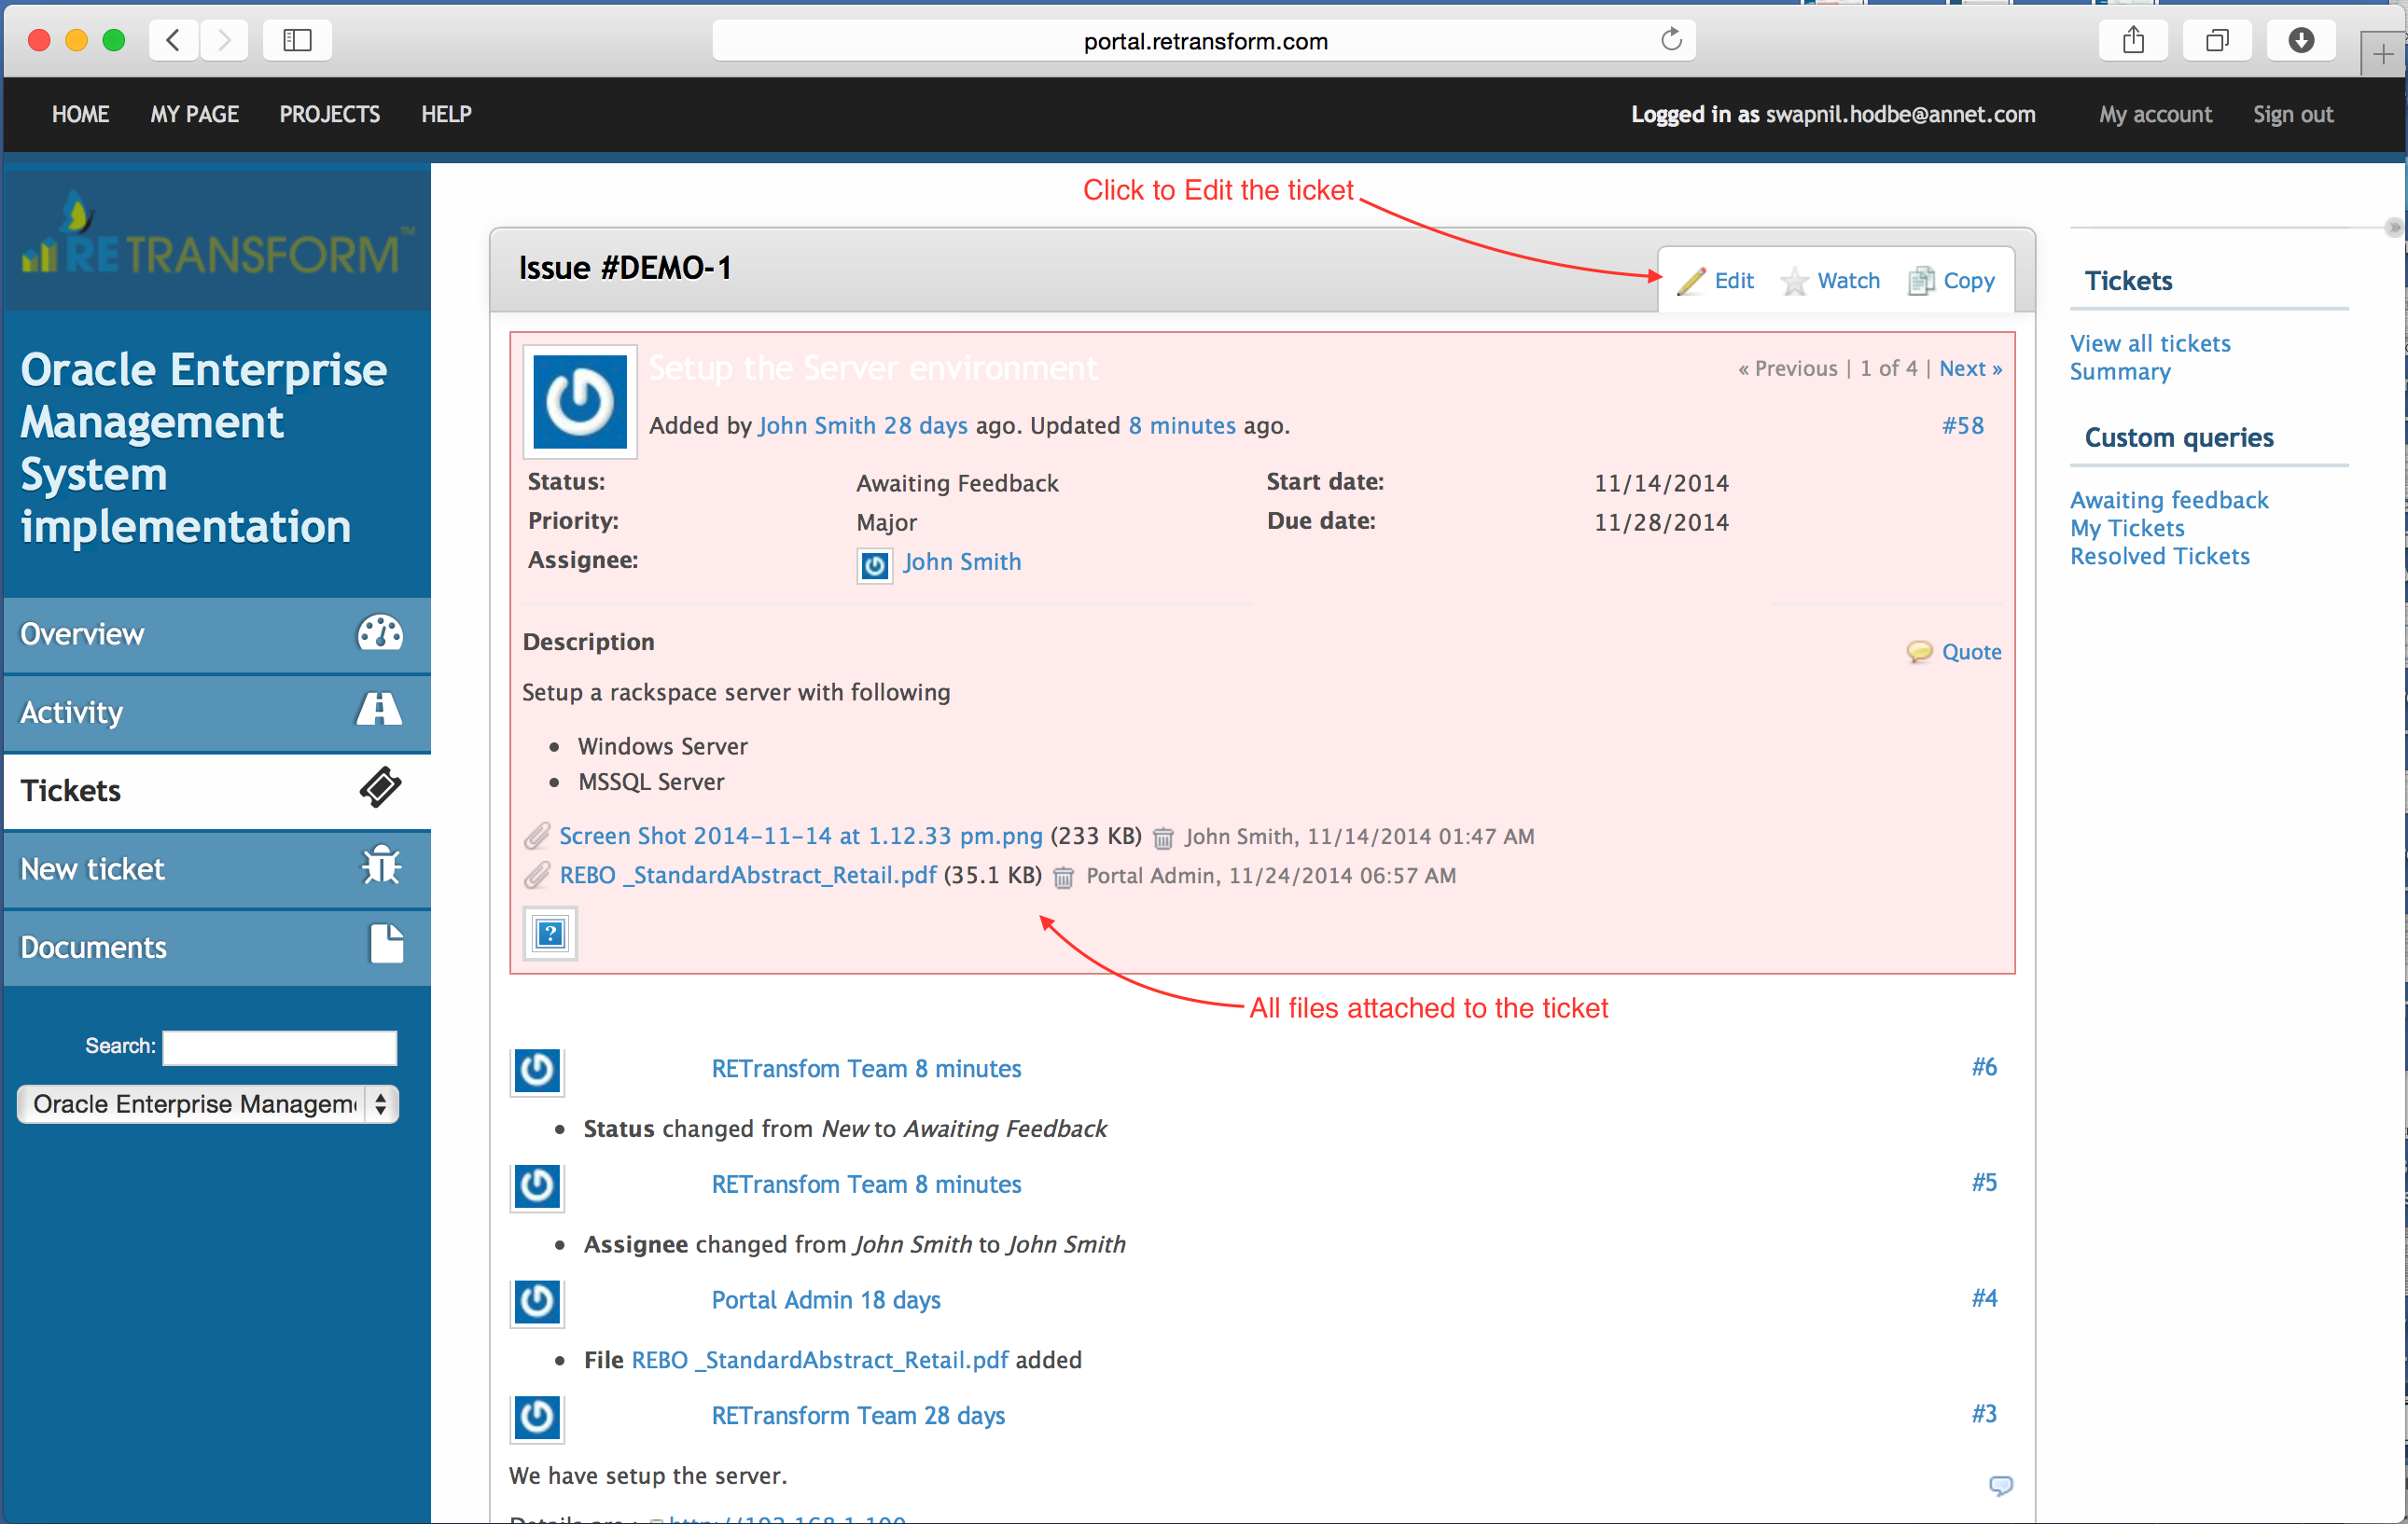 portal.retransform.com
HOME MY PAGE PROJECTS HELP
Logged in as swapnil.hodbe@annet.com My account Sign out
RETRANSFORM™
Oracle Enterprise
Management
System
implementation
Overview
Activity
Tickets
New ticket
Documents
Search:
Oracle Enterprise Managem
Click to Edit the ticket
Issue #DEMO-1
Edit Watch Copy
Setup the Server environment
« Previous | 1 of 4 | Next »
Added by John Smith 28 days ago. Updated 8 minutes ago.
#58
Status: Awaiting Feedback Start date: 11/14/2014
Priority: Major Due date: 11/28/2014
Assignee: John Smith
Description
Quote
Setup a rackspace server with following
• Windows Server
• MSSQL Server
Screen Shot 2014-11-14 at 1.12.33 pm.png (233 KB) John Smith, 11/14/2014 01:47 AM
REBO _StandardAbstract_Retail.pdf (35.1 KB) Portal Admin, 11/24/2014 06:57 AM
?
All files attached to the ticket
RETransfom Team 8 minutes #6
• Status changed from New to Awaiting Feedback
RETransfom Team 8 minutes #5
• Assignee changed from John Smith to John Smith
Portal Admin 18 days #4
• File REBO _StandardAbstract_Retail.pdf added
RETransform Team 28 days #3
We have setup the server.
Details are : http://192.168.1.100
Tickets
View all tickets
Summary
Custom queries
Awaiting feedback
My Tickets
Resolved Tickets